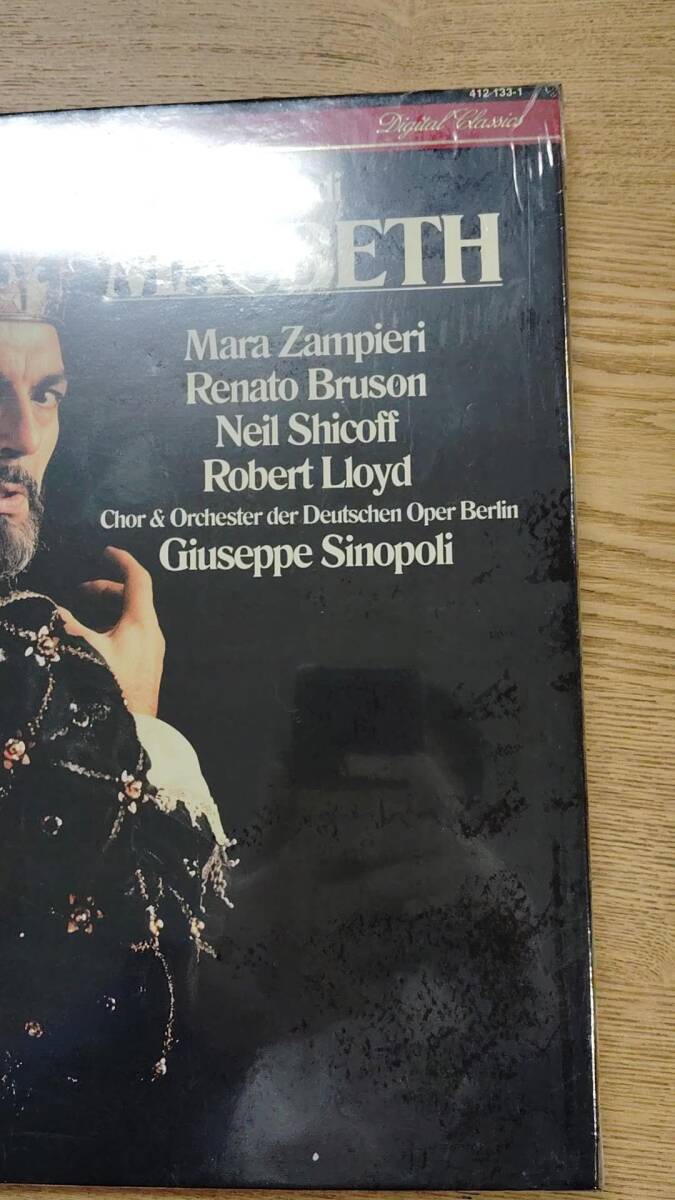 412 133-1
Digital Classics
MACBETH
Mara Zampieri
Renato Bruson
Neil Shicoff
Robert Lloyd
Chor & Orchester der Deutschen Oper Berlin
Giuseppe Sinopoli